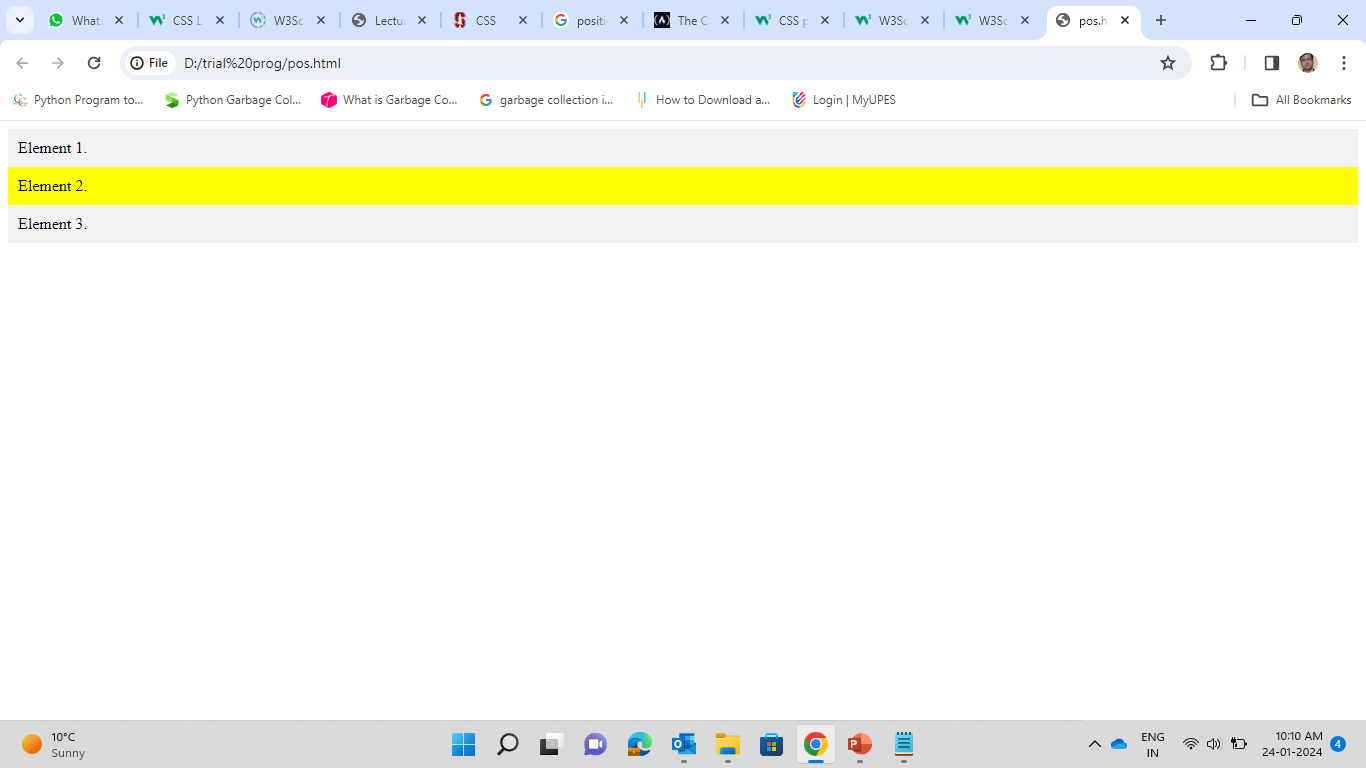 What CSS L W3Sc Lectu CSS positi The C CSS p W3Sc W3Sc pos.h
File D:/trial%20prog/pos.html
Python Program to... Python Garbage Col... What is Garbage Co... garbage collection i... How to Download a... Login | MyUPES All Bookmarks
Element 1.
Element 2.
Element 3.
10°C
Sunny
ENG
IN
10:10 AM
24-01-2024
4